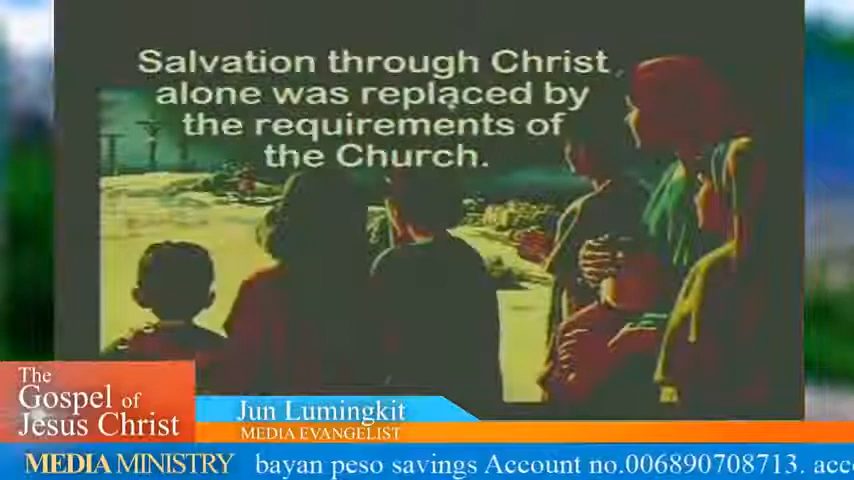 Salvation through Christ
alone was replaced by
the requirements of
the Church.
The
Gospel of
Jesus Christ
Jun Lumingkit
MEDIA EVANGELIST
MEDIA MINISTRY
bayan peso savings Account no.006890708713. acc